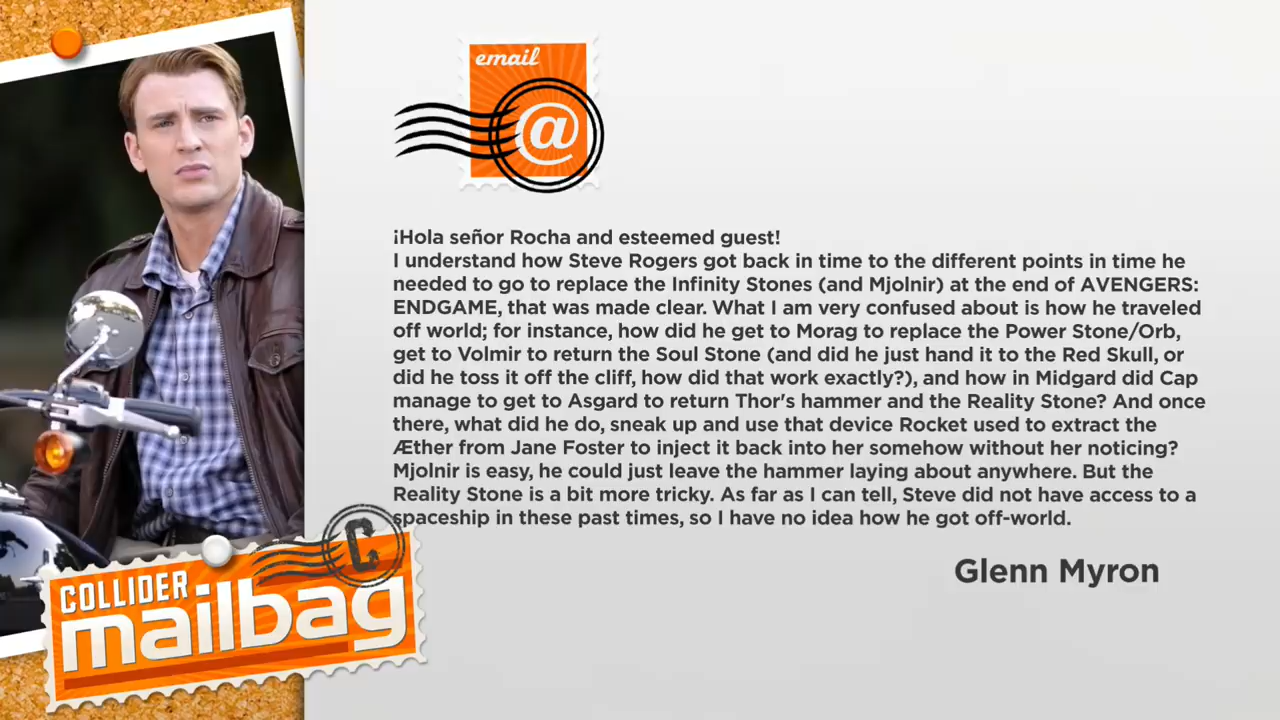 email
@
¡Hola señor Rocha and esteemed guest!
I understand how Steve Rogers got back in time to the different points in time he
needed to go to replace the Infinity Stones (and Mjolnir) at the end of AVENGERS:
ENDGAME, that was made clear. What I am very confused about is how he traveled
off world; for instance, how did he get to Morag to replace the Power Stone/Orb,
get to Volmir to return the Soul Stone (and did he just hand it to the Red Skull, or
did he toss it off the cliff, how did that work exactly?), and how in Midgard did Cap
manage to get to Asgard to return Thor's hammer and the Reality Stone? And once
there, what did he do, sneak up and use that device Rocket used to extract the
Æther from Jane Foster to inject it back into her somehow without her noticing?
Mjolnir is easy, he could just leave the hammer laying about anywhere. But the
Reality Stone is a bit more tricky. As far as I can tell, Steve did not have access to a
spaceship in these past times, so I have no idea how he got off-world.
Glenn Myron
C
COLLIDER
mailbag